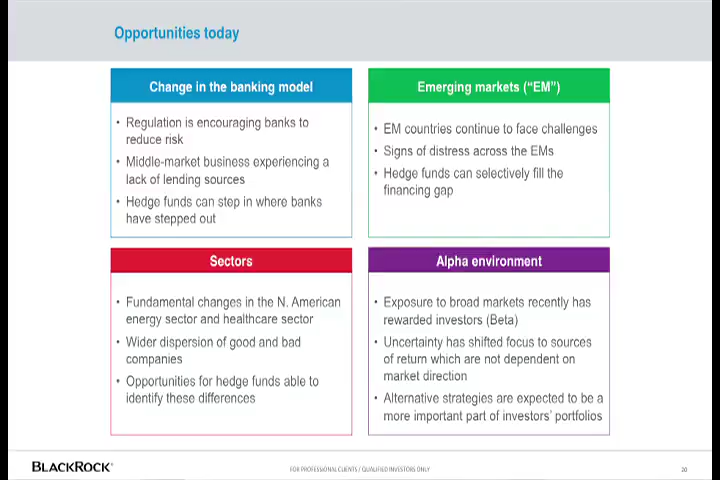 Opportunities today
Change in the banking model
• Regulation is encouraging banks to
reduce risk
• Middle-market business experiencing a
lack of lending sources
• Hedge funds can step in where banks
have stepped out
Emerging markets (“EM”)
• EM countries continue to face challenges
• Signs of distress across the EMs
• Hedge funds can selectively fill the
financing gap
Sectors
• Fundamental changes in the N. American
energy sector and healthcare sector
• Wider dispersion of good and bad
companies
• Opportunities for hedge funds able to
identify these differences
Alpha environment
• Exposure to broad markets recently has
rewarded investors (Beta)
• Uncertainty has shifted focus to sources
of return which are not dependent on
market direction
• Alternative strategies are expected to be a
more important part of investors’ portfolios
BLACKROCK®
FOR PROFESSIONAL CLIENTS / QUALIFIED INVESTORS ONLY
20